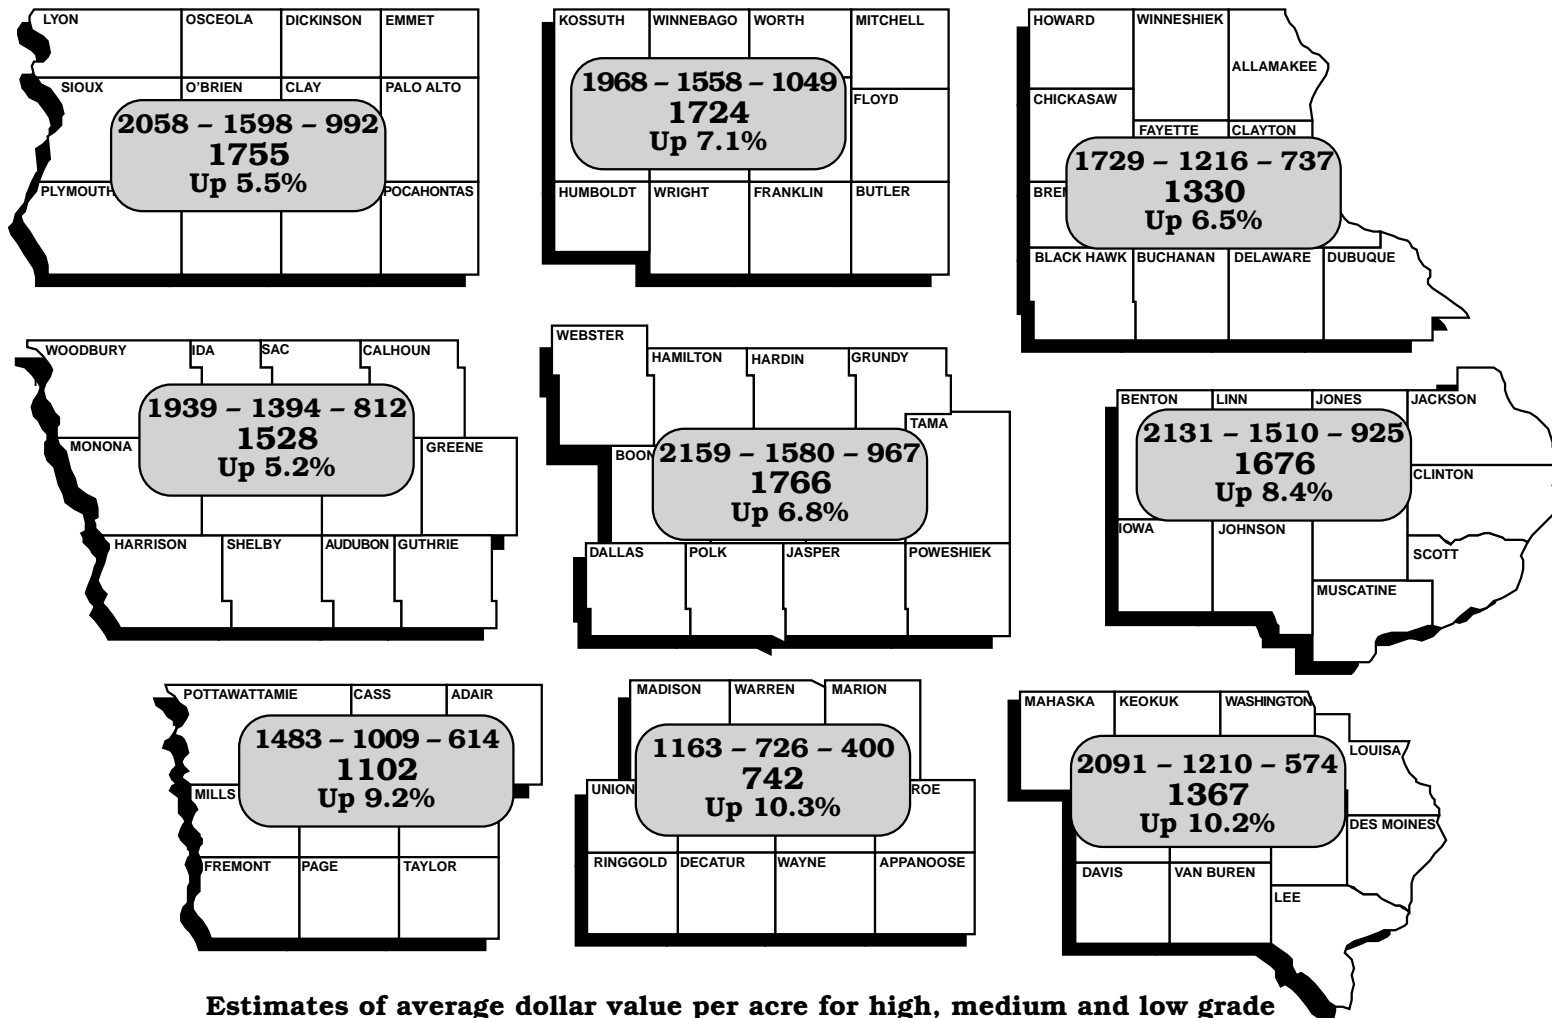 LYON OSCEOLA DICKINSON EMMET
SIOUX O'BRIEN CLAY PALO ALTO
2058 – 1598 – 992
1755
Up 5.5%
PLYMOUTH POCAHONTAS
KOSSUTH WINNEBAGO WORTH MITCHELL
1968 – 1558 – 1049
1724
Up 7.1%
FLOYD
HUMBOLDT WRIGHT FRANKLIN BUTLER
HOWARD WINNESHIEK
ALLAMAKEE
CHICKASAW
FAYETTE CLAYTON
1729 – 1216 – 737
1330
Up 6.5%
BREM
BLACK HAWK BUCHANAN DELAWARE DUBUQUE
WOODBURY IDA SAC CALHOUN
1939 – 1394 – 812
1528
Up 5.2%
MONONA GREENE
HARRISON SHELBY AUDUBON GUTHRIE
WEBSTER
HAMILTON HARDIN GRUNDY
TAMA
BOON
2159 – 1580 – 967
1766
Up 6.8%
DALLAS POLK JASPER POWESHIEK
BENTON LINN JONES JACKSON
2131 – 1510 – 925
1676
Up 8.4%
CLINTON
IOWA JOHNSON
SCOTT
MUSCATINE
POTTAWATTAMIE CASS ADAIR
1483 – 1009 – 614
1102
Up 9.2%
MILLS
FREMONT PAGE TAYLOR
MADISON WARREN MARION
1163 – 726 – 400
742
Up 10.3%
UNION ROE
RINGGOLD DECATUR WAYNE APPANOOSE
MAHASKA KEOKUK WASHINGTON
LOUISA
2091 – 1210 – 574
1367
Up 10.2%
DES MOINES
DAVIS VAN BUREN
LEE
Estimates of average dollar value per acre for high, medium and low grade